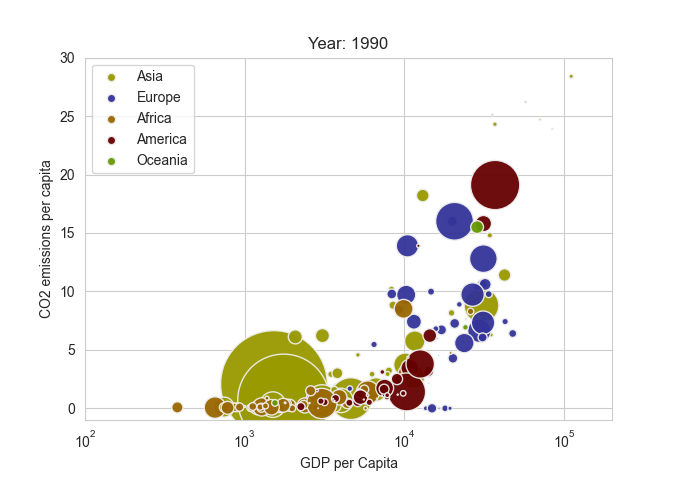 Year: 1990
30
25
20
15
10
5
0
CO2 emissions per capita
Asia
Europe
Africa
America
Oceania
10²
10³
10⁴
10⁵
GDP per Capita